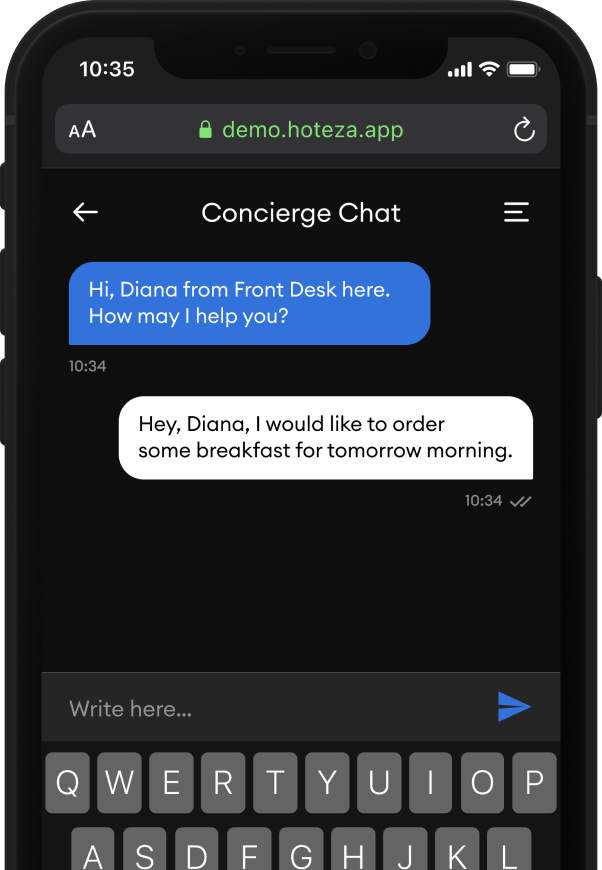 10:35
AA
demo.hoteza.app
Concierge Chat
Hi, Diana from Front Desk here.
How may I help you?
10:34
Hey, Diana, I would like to order
some breakfast for tomorrow morning.
10:34
Write here...
Q W E R T Y U I O P
A S D F G H J K L